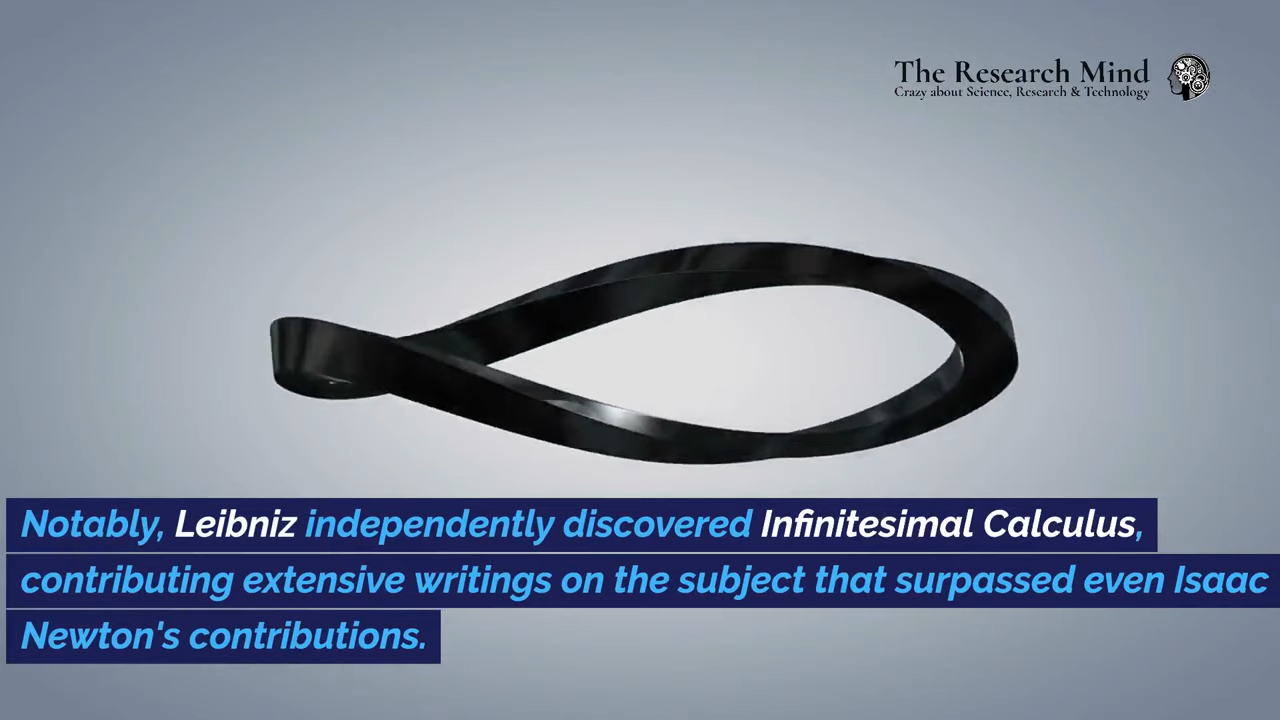 The Research Mind
Crazy about Science, Research & Technology
Notably, Leibniz independently discovered Infinitesimal Calculus,
contributing extensive writings on the subject that surpassed even Isaac
Newton's contributions.